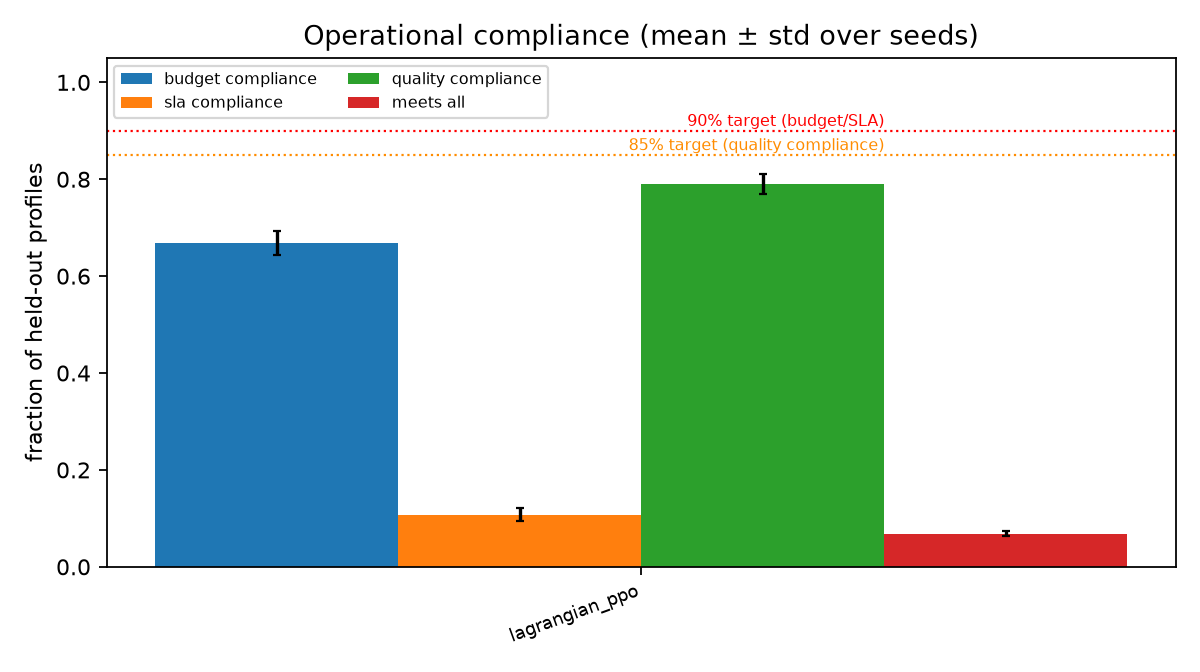 Operational compliance (mean ± std over seeds)
budget compliance
sla compliance
quality compliance
meets all
90% target (budget/SLA)
85% target (quality compliance)
fraction of held-out profiles
1.0
0.8
0.6
0.4
0.2
0.0
lagrangian_ppo